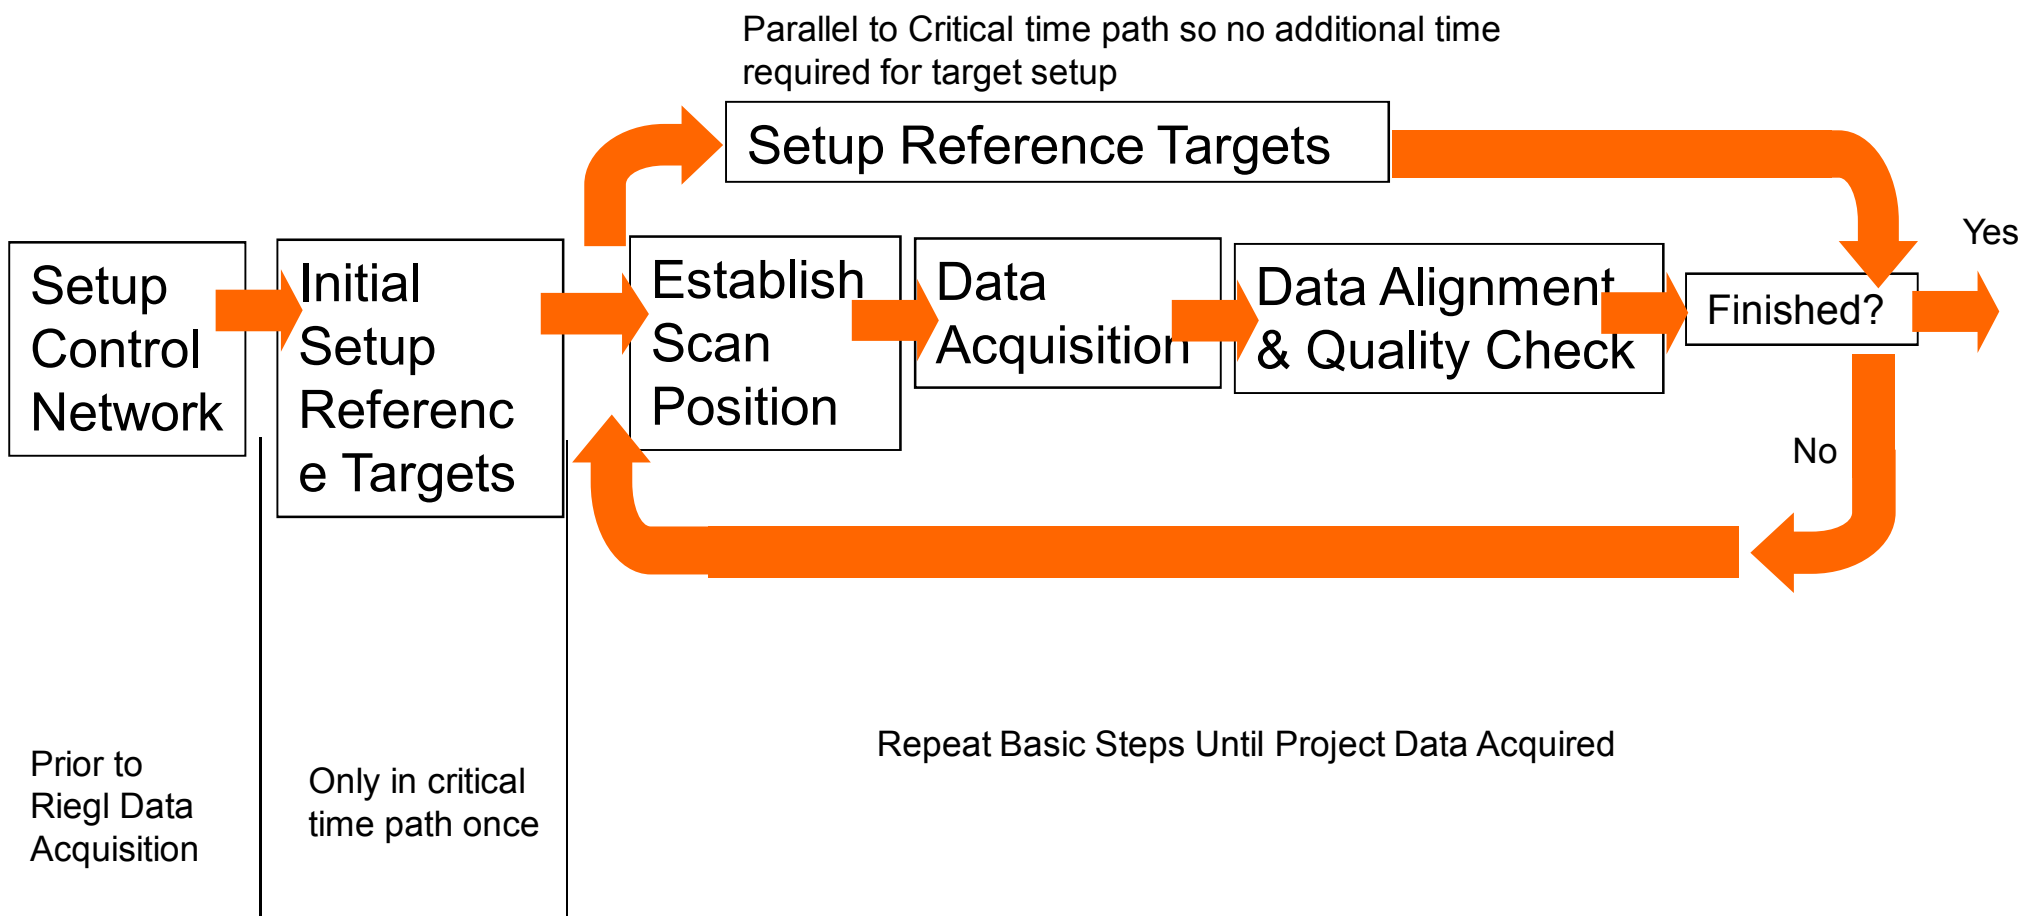 Parallel to Critical time path so no additional time
required for target setup
Setup Reference Targets
Setup
Control
Network
Initial
Setup
Referenc
e Targets
Establish
Scan
Position
Data
Acquisition
Data Alignment
& Quality Check
Finished?
Yes
No
Prior to
Riegl Data
Acquisition
Only in critical
time path once
Repeat Basic Steps Until Project Data Acquired